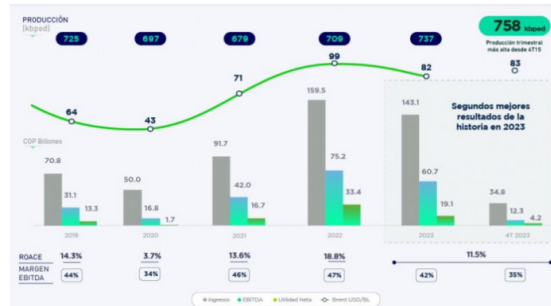 PRODUCCIÓN
[kbped]
725 697 679 709 737 758 kbped
Producción trimestral
más alta desde 4T15
99
82 83
71
64
43
159.5
Segundos mejores
resultados de la
historia en 2023
143.1
COP Billones
91.7
75.2
70.8
60.7
50.0
42.0
31.1 33.4 34.8
13.3 16.8 1.7 16.7 19.1 12.3 4.2
2019 2020 2021 2022 2023 4T 2023
ROACE 14.3% 3.7% 13.6% 18.8% 11.5%
MARGEN
EBITDA 44% 34% 46% 47% 42% 35%
Ingresos EBITDA Utilidad Neta Brent USD/BL